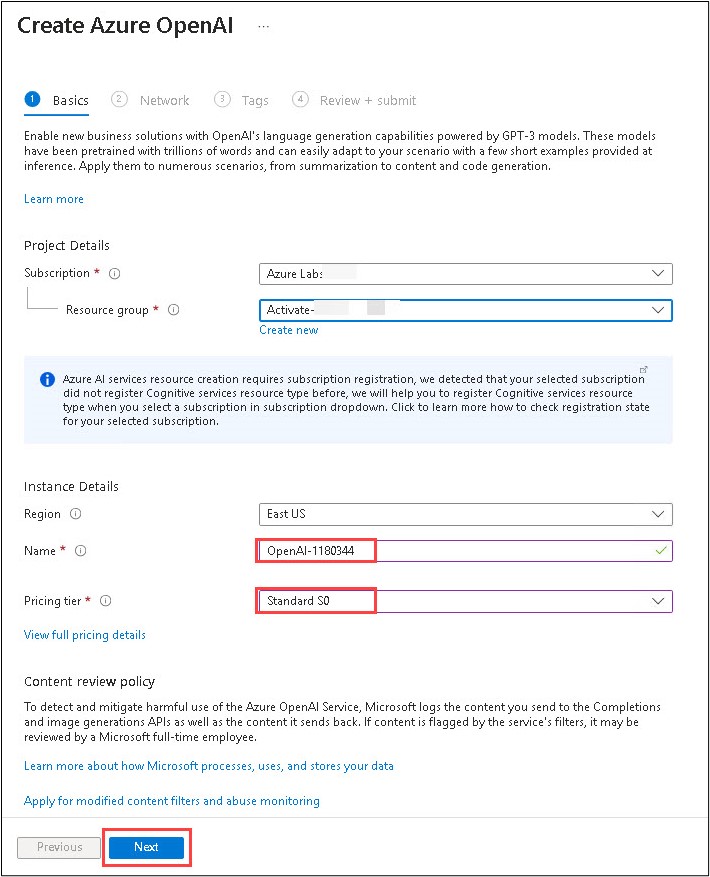 Create Azure OpenAI ...
1 Basics 2 Network 3 Tags 4 Review + submit
Enable new business solutions with OpenAI's language generation capabilities powered by GPT-3 models. These models
have been pretrained with trillions of words and can easily adapt to your scenario with a few short examples provided at
inference. Apply them to numerous scenarios, from summarization to content and code generation.
Learn more
Project Details
Subscription *
Azure Labs
Resource group *
Activate-
Create new
Azure AI services resource creation requires subscription registration, we detected that your selected subscription
did not register Cognitive services resource type before, we will help you to register Cognitive services resource
type when you select a subscription in subscription dropdown. Click to learn more how to check registration state
for your selected subscription.
Instance Details
Region
East US
Name *
OpenAI-1180344
Pricing tier *
Standard S0
View full pricing details
Content review policy
To detect and mitigate harmful use of the Azure OpenAI Service, Microsoft logs the content you send to the Completions
and image generations APIs as well as the content it sends back. If content is flagged by the service's filters, it may be
reviewed by a Microsoft full-time employee.
Learn more about how Microsoft processes, uses, and stores your data
Apply for modified content filters and abuse monitoring
Previous Next